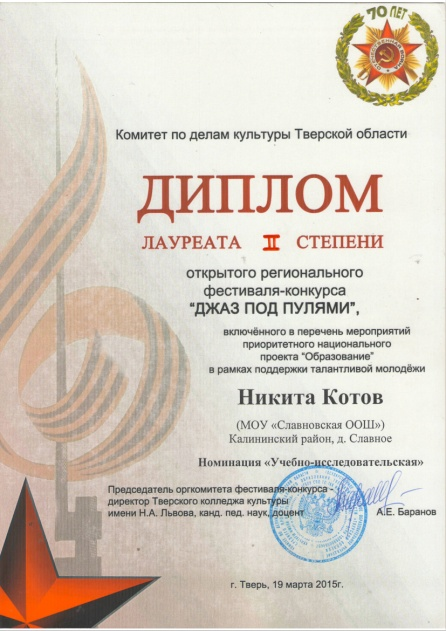 70 ЛЕТ
ОТЕЧЕСТВЕННАЯ ВОЙНА
Комитет по делам культуры Тверской области
ДИПЛОМ
ЛАУРЕАТА II СТЕПЕНИ
открытого регионального
фестиваля-конкурса
“ДЖАЗ ПОД ПУЛЯМИ”,
включённого в перечень мероприятий
приоритетного национального
проекта “Образование”
в рамках поддержки талантливой молодёжи
Никита Котов
(МОУ «Славновская ООШ»)
Калининский район, д. Славное
Номинация «Учебно-исследовательская»
Председатель оргкомитета фестиваля-конкурса -
директор Тверского колледжа культуры
имени Н.А. Львова, канд. пед. наук, доцент А.Е. Баранов
г. Тверь, 19 марта 2015г.